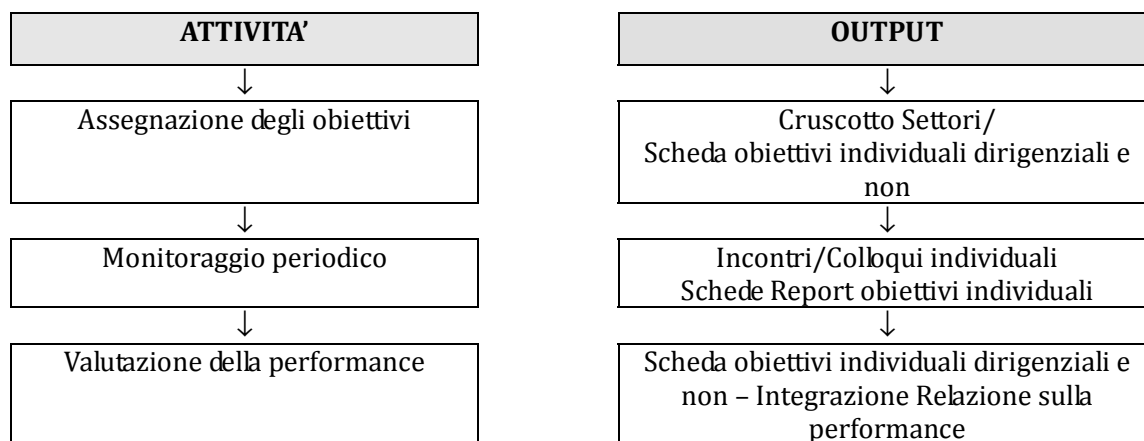 ATTIVITA’
OUTPUT
↓
↓
Assegnazione degli obiettivi
Cruscotto Settori/
Scheda obiettivi individuali dirigenziali e
non
↓
↓
Monitoraggio periodico
Incontri/Colloqui individuali
Schede Report obiettivi individuali
↓
↓
Valutazione della performance
Scheda obiettivi individuali dirigenziali e
non – Integrazione Relazione sulla
performance